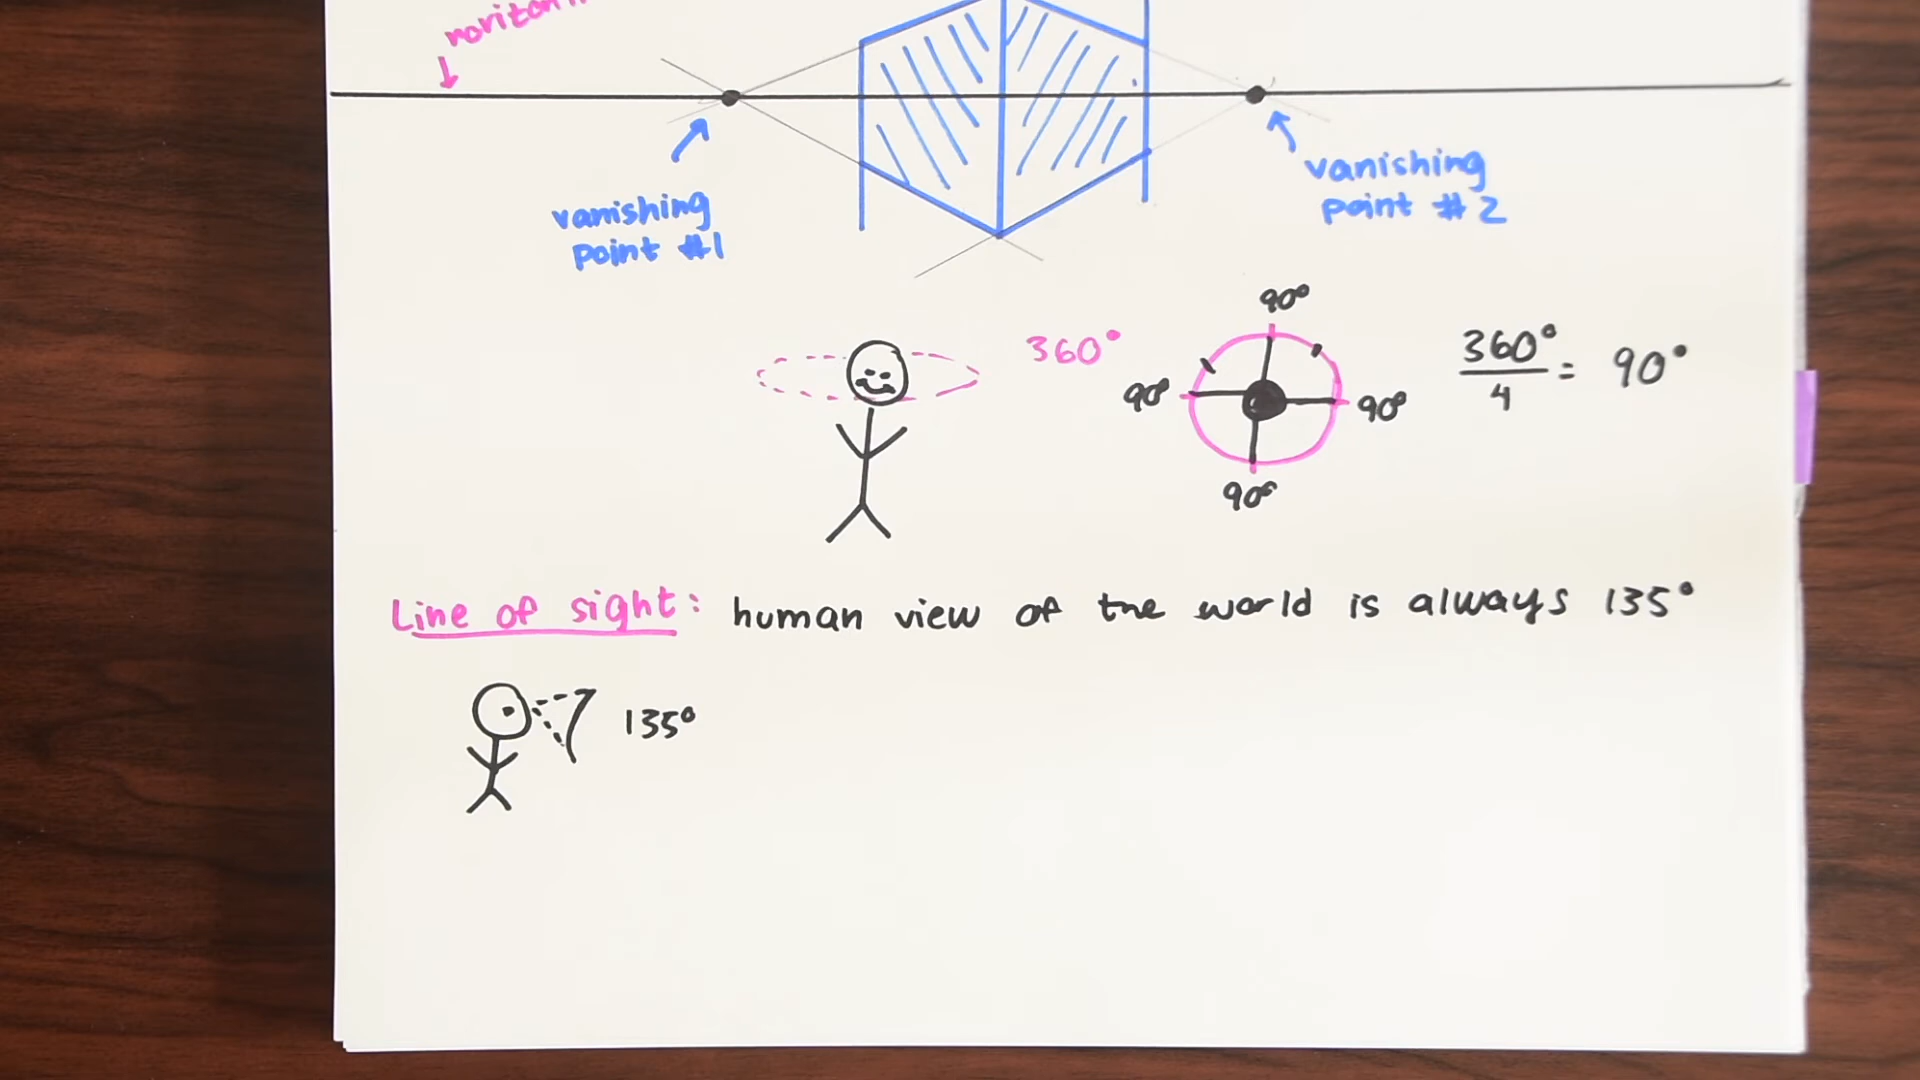 vanishing
point #1
vanishing
point #2
360°
90°
90°
90°
90°
360°
4
= 90°
Line of sight: human view of the world is always 135°
135°